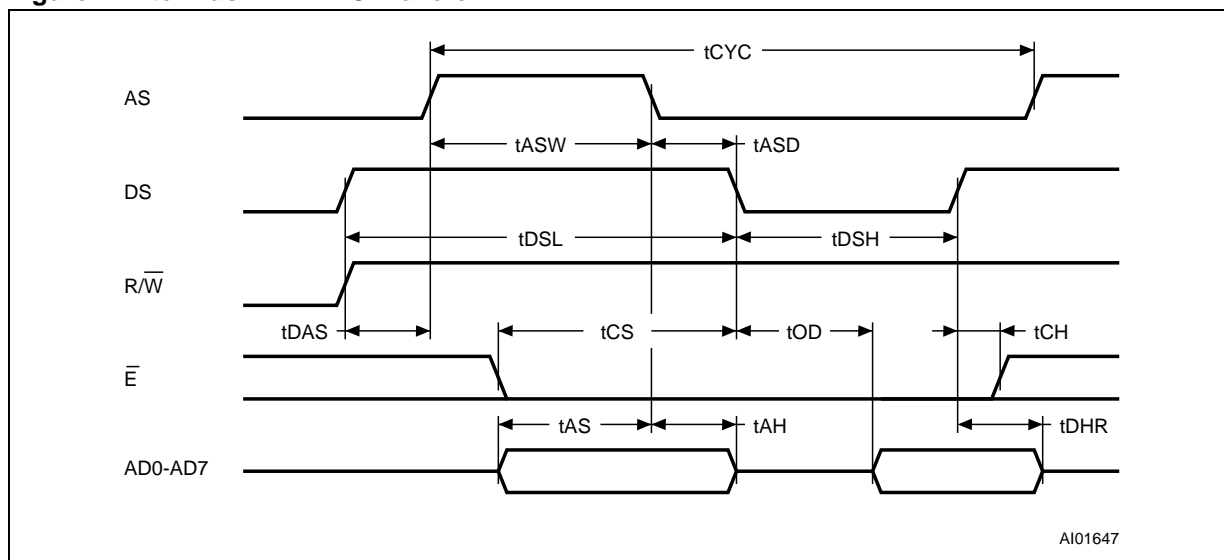 tCYC
AS
tASW tASD
DS
tDSL tDSH
R/W̅
tDAS tCS tOD tCH
E̅
tAS tAH tDHR
AD0-AD7
AI01647